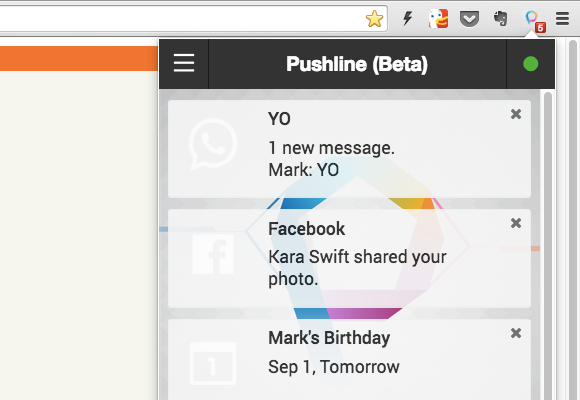 5
Pushline (Beta)
YO
1 new message.
Mark: YO
Facebook
Kara Swift shared your
photo.
1
Mark's Birthday
Sep 1, Tomorrow